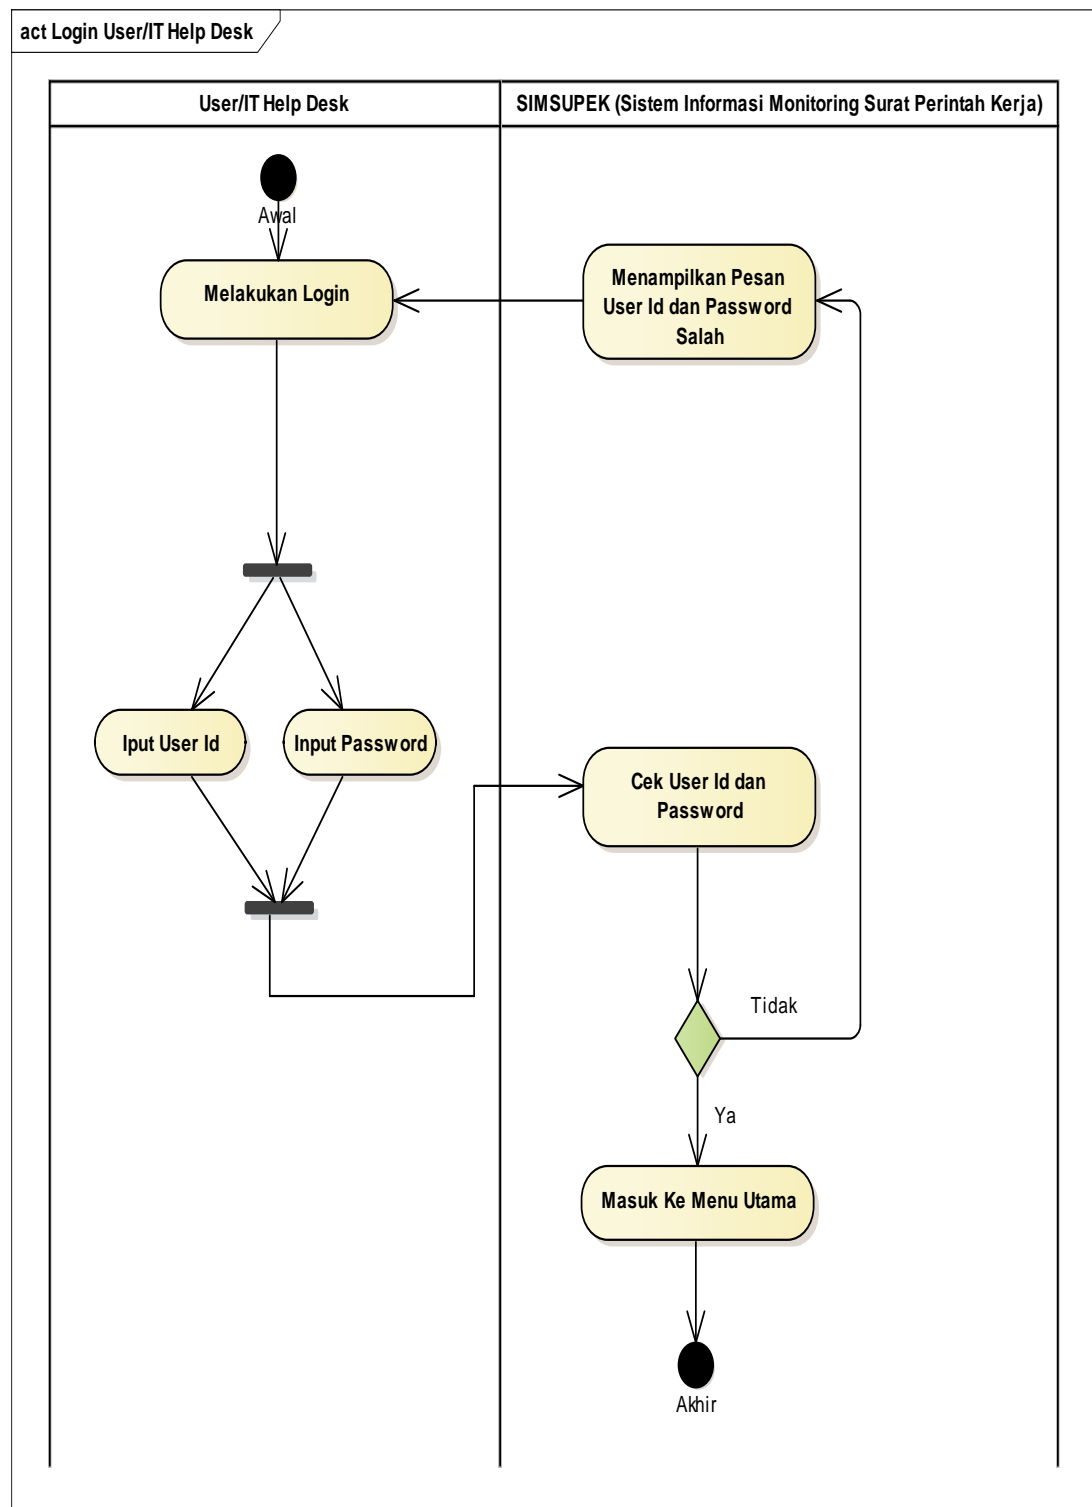 act Login User/IT Help Desk
User/IT Help Desk
SIMSUPEK (Sistem Informasi Monitoring Surat Perintah Kerja)
Awal
Melakukan Login
Menampilkan Pesan
User Id dan Password
Salah
Iput User Id
Input Password
Cek User Id dan
Password
Tidak
Ya
Masuk Ke Menu Utama
Akhir